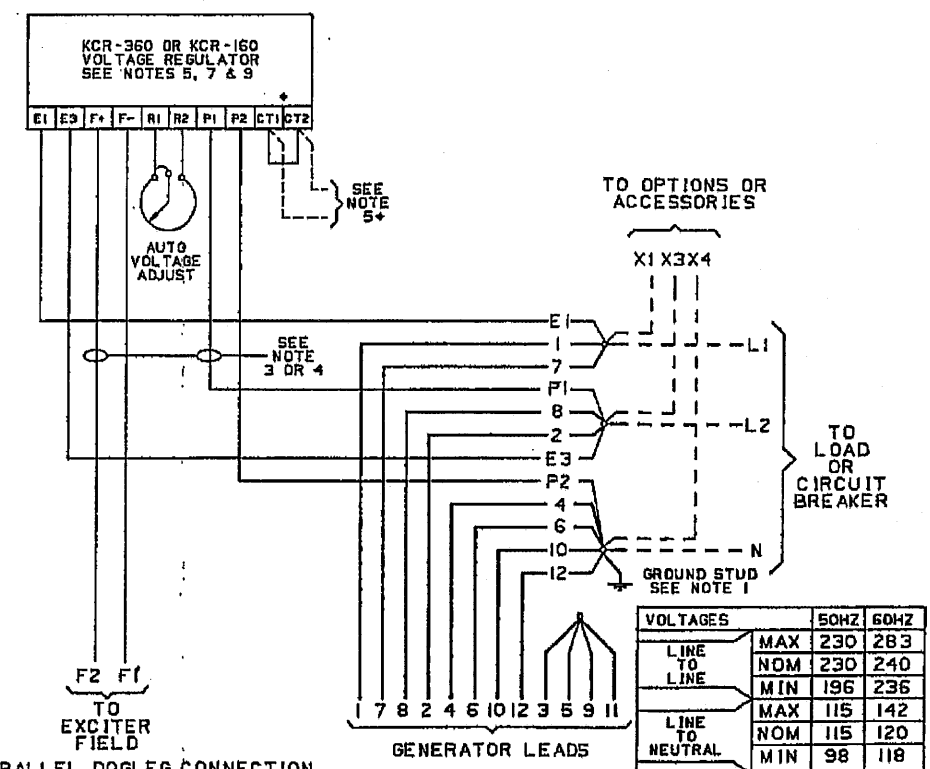 KCR-360 OR KCR-160
VOLTAGE REGULATOR
SEE NOTES 5, 7 & 9
+
E1 E3 F+ F- R1 R2 P1 P2 CT1 CT2
SEE
NOTE
5+
AUTO
VOLTAGE
ADJUST
TO OPTIONS OR
ACCESSORIES
X1 X3 X4
E1
1
7
L1
SEE
NOTE
3 OR 4
P1
8
2
E3
L2
TO
LOAD
OR
CIRCUIT
BREAKER
P2
4
6
10
12
N
GROUND STUD
SEE NOTE 1
F2 F1
TO
EXCITER
FIELD
1 7 8 2 4 6 10 12 3 5 9 11
GENERATOR LEADS
VOLTAGES 50HZ 60HZ
LINE
TO
LINE
MAX 230 283
NOM 230 240
MIN 196 236
LINE
TO
NEUTRAL
MAX 115 142
NOM 115 120
MIN 98 118
DOGLEG CONNECTION